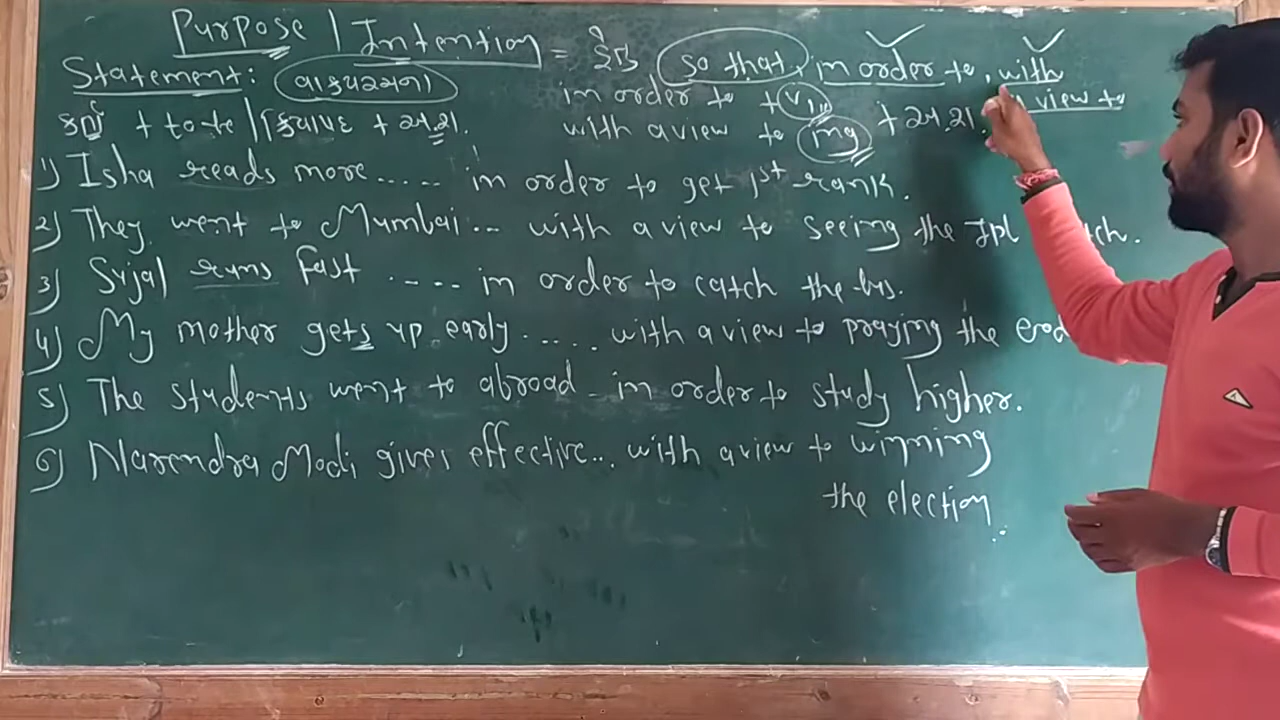 Purpose / Intention = કેમ so that, in order to, with
Statement: વાક્યરચના in order to + V1 a view to
કર્તા + to be / ક્રિયાપદ + અન્ય.શ. with a view to ing + અ.શ.
1) Isha reads more..... in order to get 1st rank.
2) They went to Mumbai... with a view to seeing the Ipl
3) Sujal runs fast ..... in order to catch the bus.
4) My mother gets up early..... with a view to praying the
5) The students went to abroad in order to study higher.
6) Narendra Modi gives effective... with a view to winning
the election.